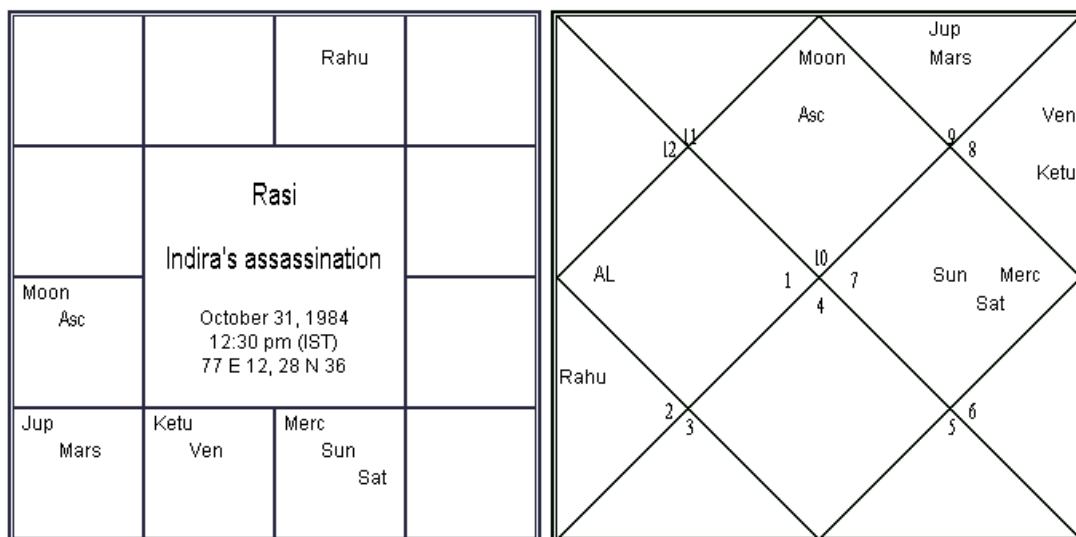 Rahu
Rasi
Indira's assassination
October 31, 1984
12:30 pm (IST)
77 E 12, 28 N 36
Moon
Asc
Jup
Mars
Ketu
Ven
Merc
Sun
Sat
Jup
Mars
Moon
Asc
Ven
Ketu
11
12
9
8
10
1
7
4
AL
Sun Merc
Sat
Rahu
2
3
6
5